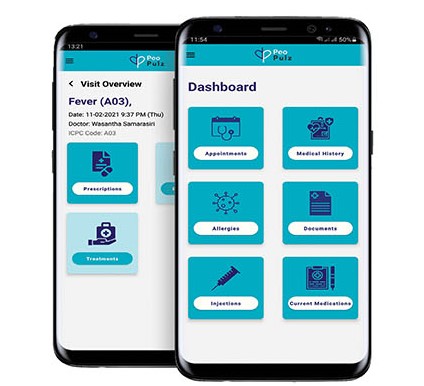 13:21
Peo
Pulz
Visit Overview
Fever (A03),
Date: 11-02-2021 9:37 PM (Thu)
Doctor: Wasantha Samarasiri
ICPC Code: A03
Prescriptions
Treatments
11:54
50%
Peo
Pulz
Dashboard
Appointments
Medical History
Allergies
Documents
Injections
Current Medications